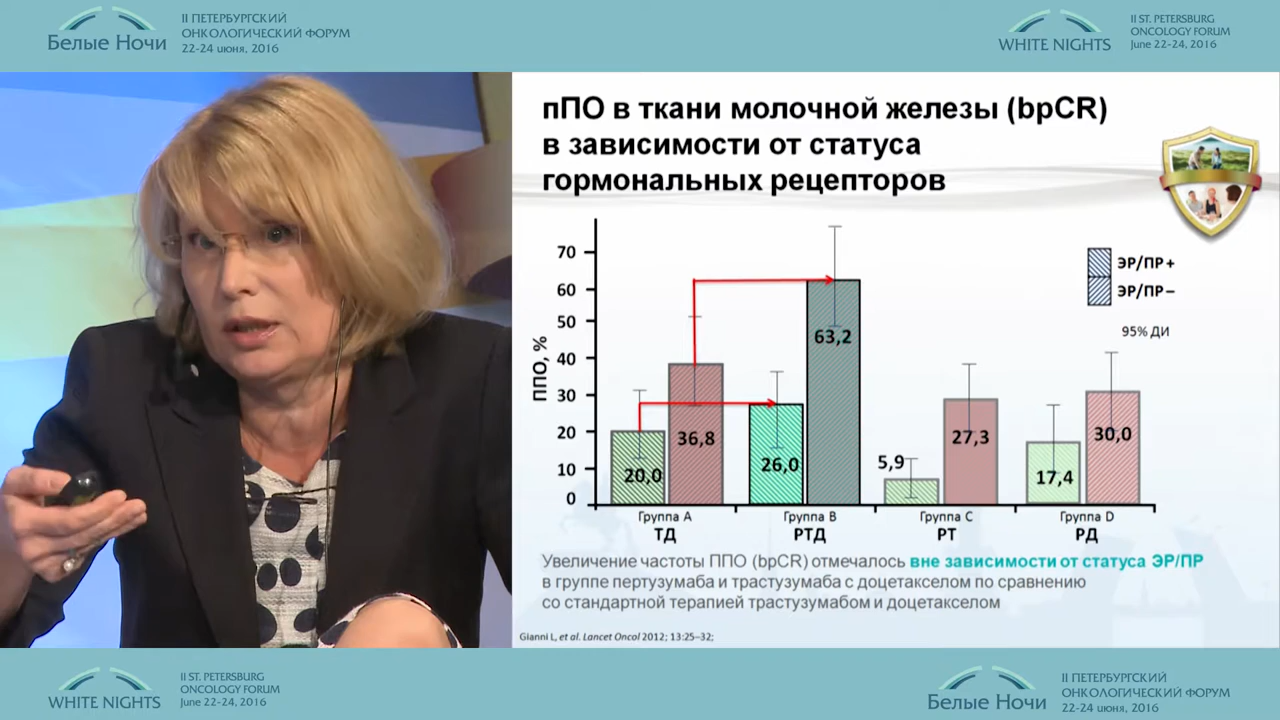 Белые Ночи
II ПЕТЕРБУРГСКИЙ
ОНКОЛОГИЧЕСКИЙ ФОРУМ
22-24 июня, 2016
WHITE NIGHTS
II ST. PETERSBURG
ONCOLOGY FORUM
June 22-24, 2016
пПО в ткани молочной железы (bpCR)
в зависимости от статуса
гормональных рецепторов
ППО, %
70
60
50
40
30
20
10
0
ЭР/ПР+
ЭР/ПР−
95% ДИ
20,0
36,8
26,0
63,2
5,9
27,3
17,4
30,0
Группа А
ТД
Группа В
РТД
Группа С
РТ
Группа D
РД
Увеличение частоты ППО (bpCR) отмечалось вне зависимости от статуса ЭР/ПР
в группе пертузумаба и трастузумаба с доцетакселом по сравнению
со стандартной терапией трастузумабом и доцетакселом
Gianni L, et al. Lancet Oncol 2012; 13:25–32;
WHITE NIGHTS
II ST. PETERSBURG
ONCOLOGY FORUM
June 22-24, 2016
Белые Ночи
II ПЕТЕРБУРГСКИЙ
ОНКОЛОГИЧЕСКИЙ ФОРУМ
22-24 июня, 2016